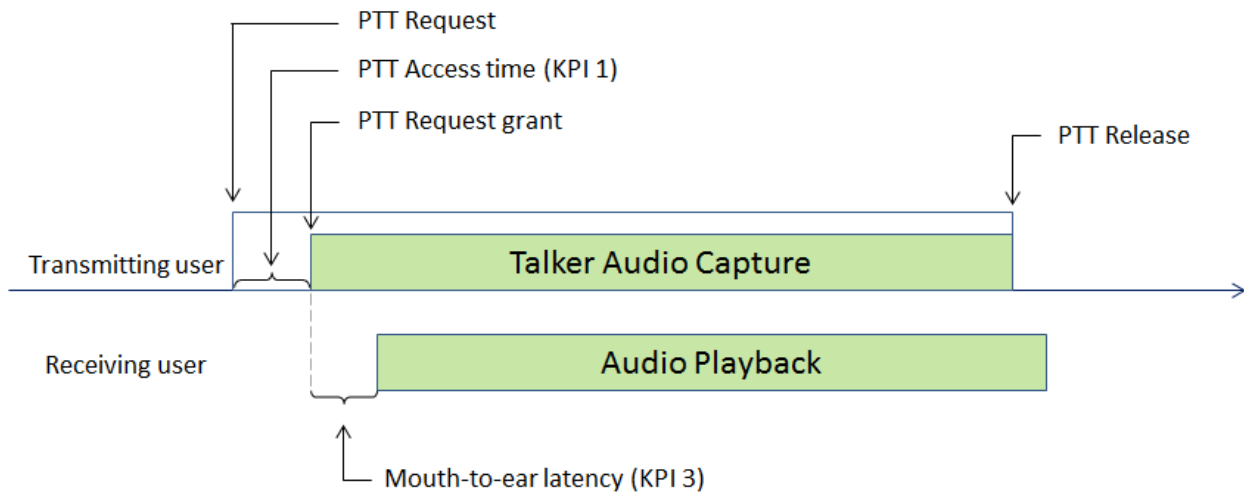 PTT Request
PTT Access time (KPI 1)
PTT Request grant
PTT Release
Transmitting user
Talker Audio Capture
Receiving user
Audio Playback
Mouth-to-ear latency (KPI 3)